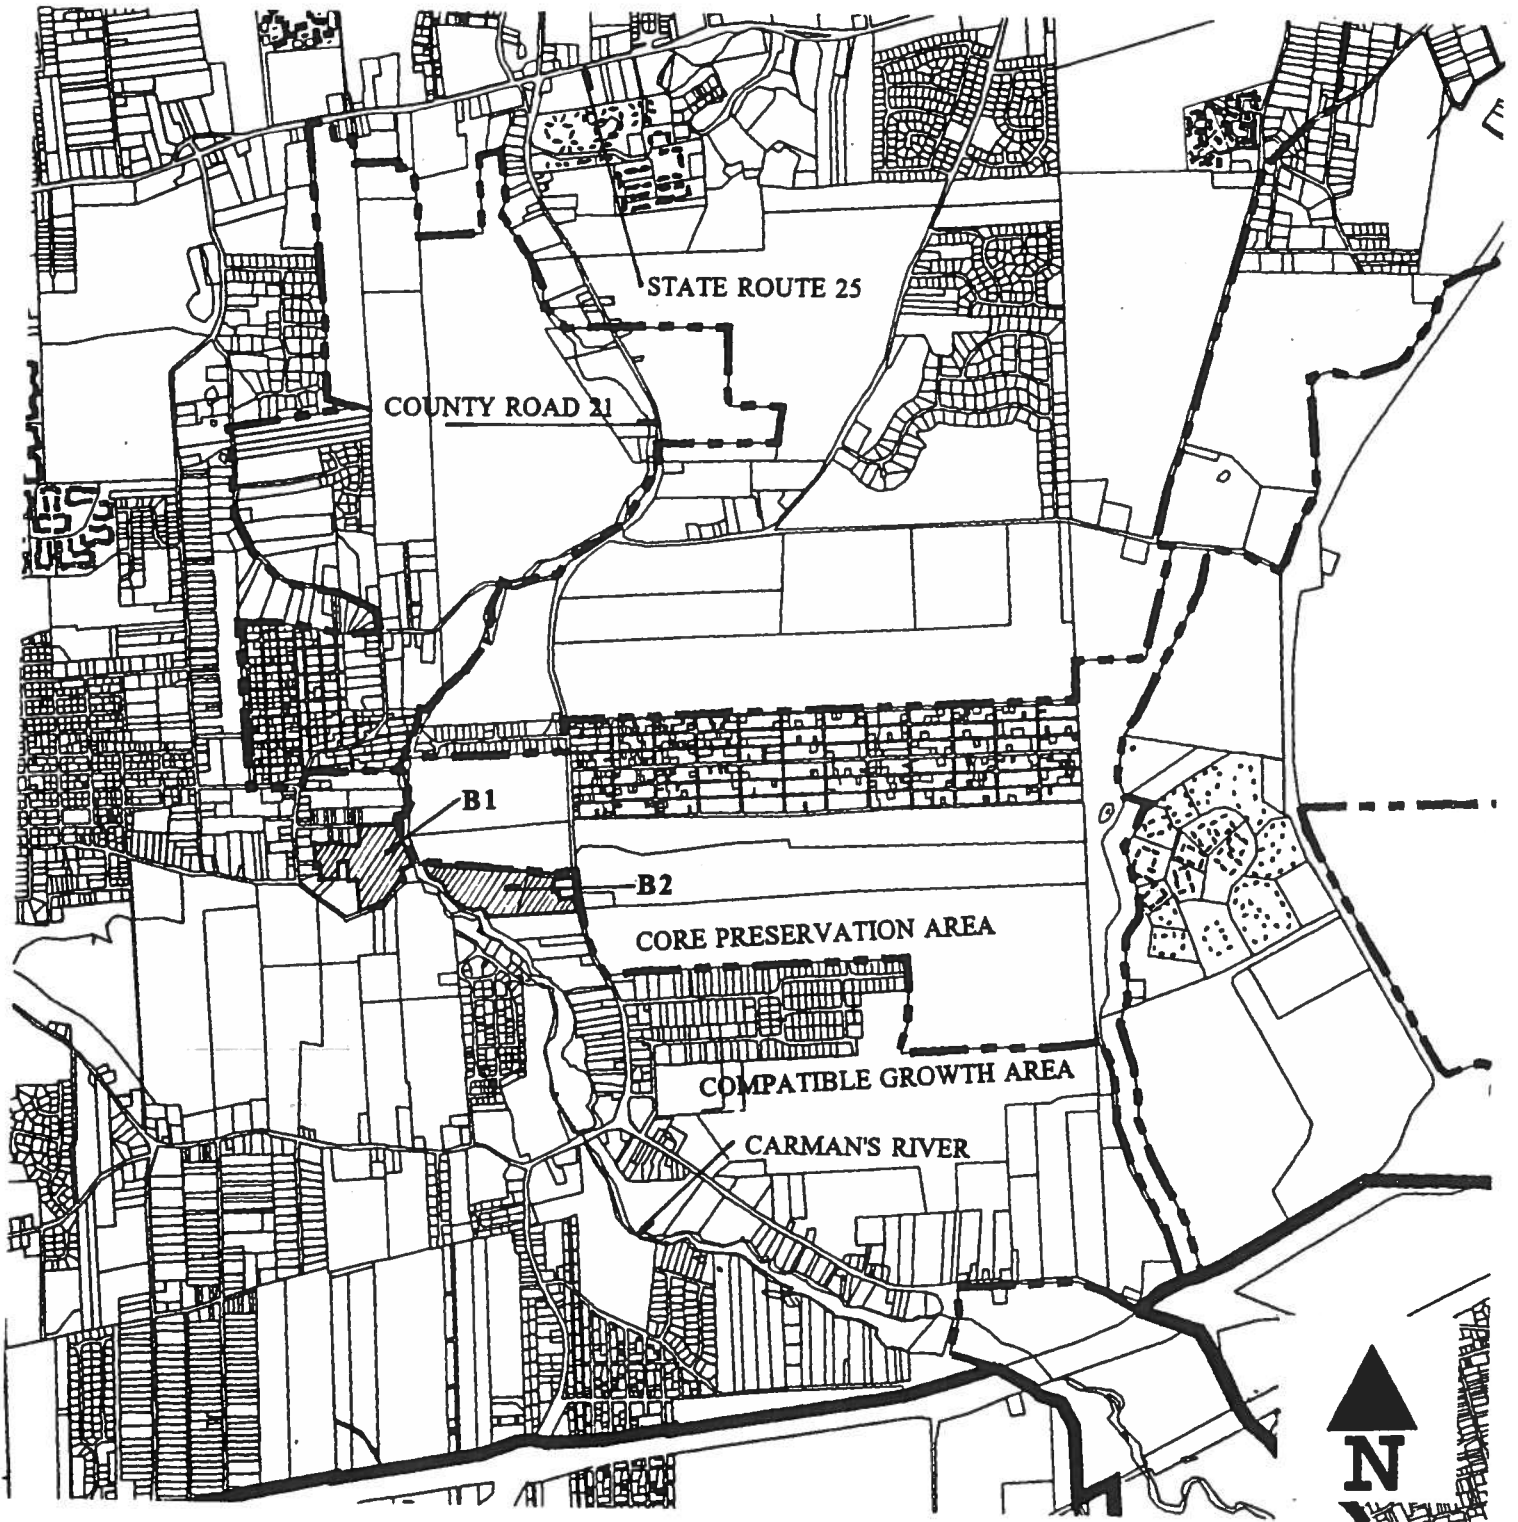 STATE ROUTE 25
COUNTY ROAD 21
B1
B2
CORE PRESERVATION AREA
COMPATIBLE GROWTH AREA
CARMAN'S RIVER
N